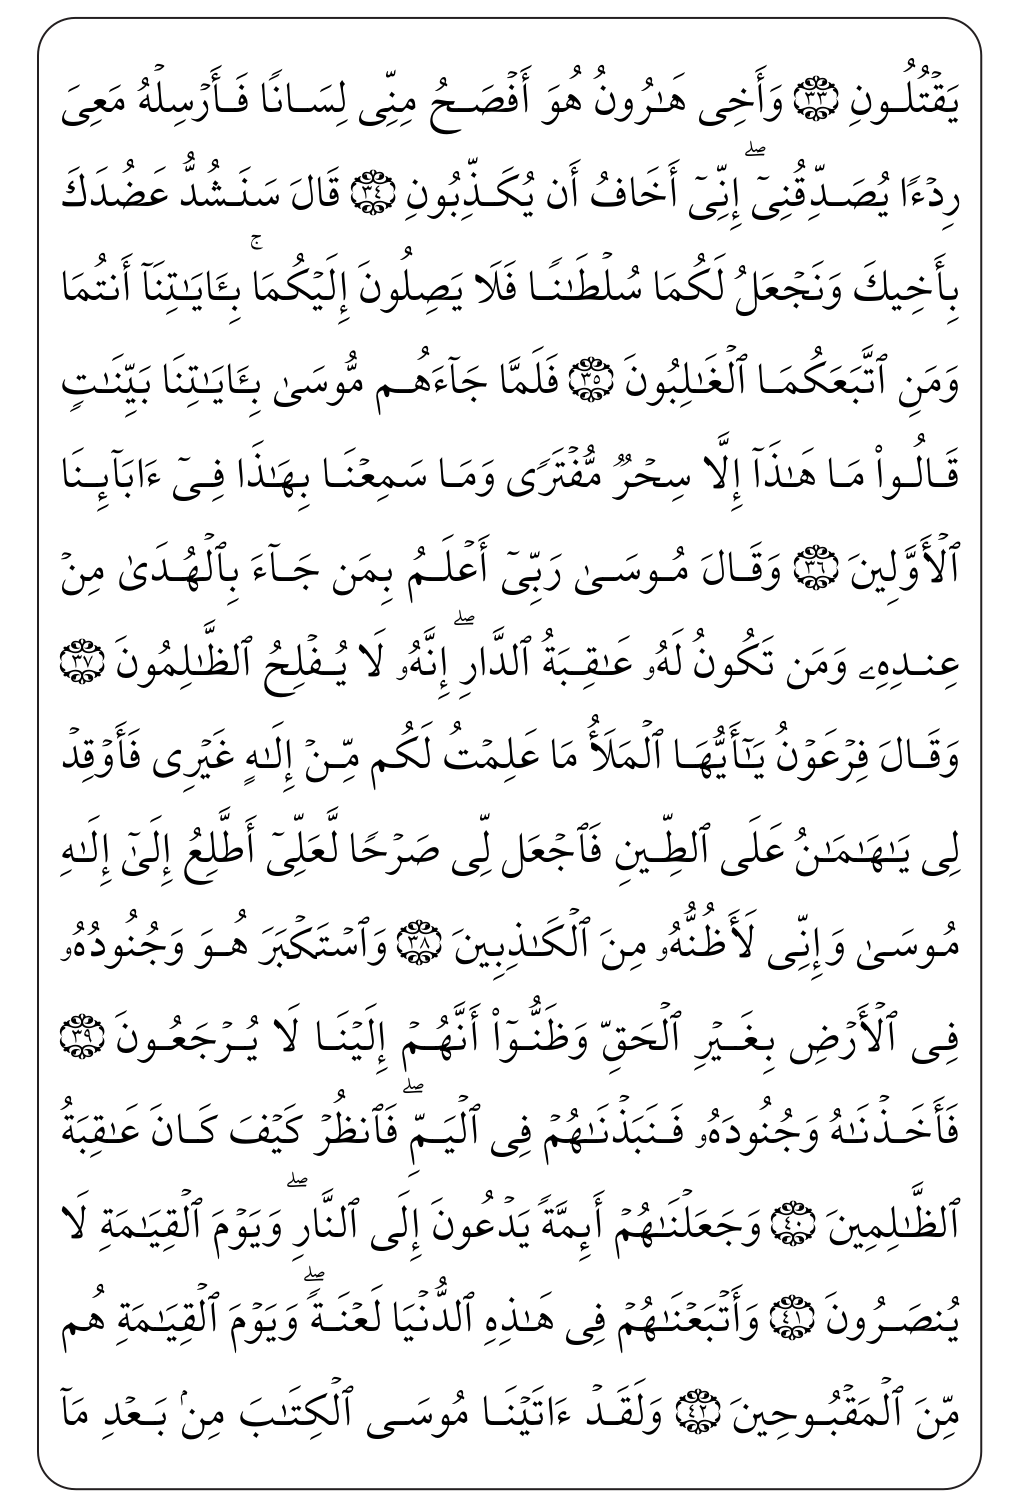 يَقۡتُلُونِ ٣٣ وَأَخِي هَٰرُونُ هُوَ أَفۡصَحُ مِنِّي لِسَانٗا فَأَرۡسِلۡهُ مَعِيَ
رِدۡءٗا يُصَدِّقُنِيٓۖ إِنِّيٓ أَخَافُ أَن يُكَذِّبُونِ ٣٤ قَالَ سَنَشُدُّ عَضُدَكَ
بِأَخِيكَ وَنَجۡعَلُ لَكُمَا سُلۡطَٰنٗا فَلَا يَصِلُونَ إِلَيۡكُمَا ۚ بِـَٔايَٰتِنَآ أَنتُمَا
وَمَنِ ٱتَّبَعَكُمَا ٱلۡغَٰلِبُونَ ٣٥ فَلَمَّا جَآءَهُم مُّوسَىٰ بِـَٔايَٰتِنَا بَيِّنَٰتٖ
قَالُواْ مَا هَٰذَآ إِلَّا سِحۡرٞ مُّفۡتَرٗى وَمَا سَمِعۡنَا بِهَٰذَا فِيٓ ءَابَآئِنَا
ٱلۡأَوَّلِينَ ٣٦ وَقَالَ مُوسَىٰ رَبِّيٓ أَعۡلَمُ بِمَن جَآءَ بِٱلۡهُدَىٰ مِنۡ
عِندِهِۦ وَمَن تَكُونُ لَهُۥ عَٰقِبَةُ ٱلدَّارِۖ إِنَّهُۥ لَا يُفۡلِحُ ٱلظَّٰلِمُونَ ٣٧
وَقَالَ فِرۡعَوۡنُ يَٰٓأَيُّهَا ٱلۡمَلَأُ مَا عَلِمۡتُ لَكُم مِّنۡ إِلَٰهٍ غَيۡرِي فَأَوۡقِدۡ
لِي يَٰهَٰمَٰنُ عَلَى ٱلطِّينِ فَٱجۡعَل لِّي صَرۡحٗا لَّعَلِّيٓ أَطَّلِعُ إِلَىٰٓ إِلَٰهِ
مُوسَىٰ وَإِنِّي لَأَظُنُّهُۥ مِنَ ٱلۡكَٰذِبِينَ ٣٨ وَٱسۡتَكۡبَرَ هُوَ وَجُنُودُهُۥ
فِي ٱلۡأَرۡضِ بِغَيۡرِ ٱلۡحَقِّ وَظَنُّوٓاْ أَنَّهُمۡ إِلَيۡنَا لَا يُرۡجَعُونَ ٣٩
فَأَخَذۡنَٰهُ وَجُنُودَهُۥ فَنَبَذۡنَٰهُمۡ فِي ٱلۡيَمِّۖ فَٱنظُرۡ كَيۡفَ كَانَ عَٰقِبَةُ
ٱلظَّٰلِمِينَ ٤٠ وَجَعَلۡنَٰهُمۡ أَئِمَّةٗ يَدۡعُونَ إِلَى ٱلنَّارِۖ وَيَوۡمَ ٱلۡقِيَٰمَةِ لَا
يُنصَرُونَ ٤١ وَأَتۡبَعۡنَٰهُمۡ فِي هَٰذِهِ ٱلدُّنۡيَا لَعۡنَةٗۖ وَيَوۡمَ ٱلۡقِيَٰمَةِ هُم
مِّنَ ٱلۡمَقۡبُوحِينَ ٤٢ وَلَقَدۡ ءَاتَيۡنَا مُوسَى ٱلۡكِتَٰبَ مِنۢ بَعۡدِ مَآ